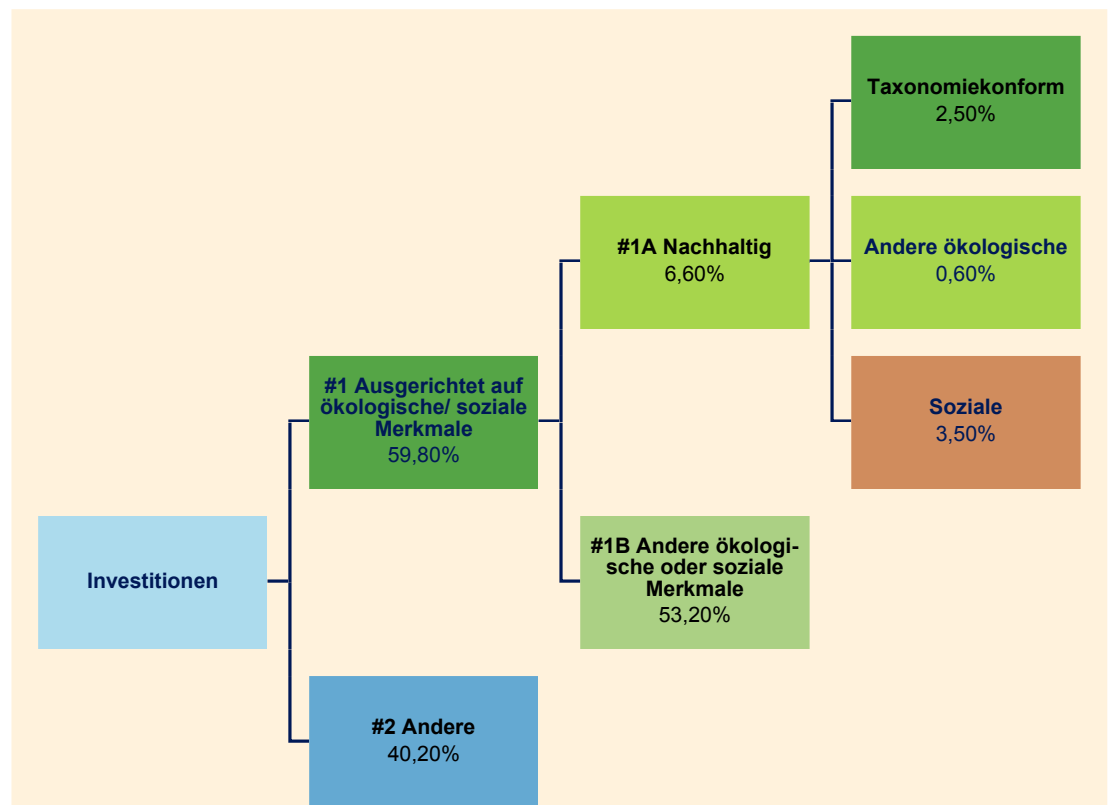 Taxonomiekonform
2,50%
#1A Nachhaltig
6,60%
Andere ökologische
0,60%
#1 Ausgerichtet auf
ökologische/ soziale
Merkmale
59,80%
Soziale
3,50%
Investitionen
#1B Andere ökologi-
sche oder soziale
Merkmale
53,20%
#2 Andere
40,20%